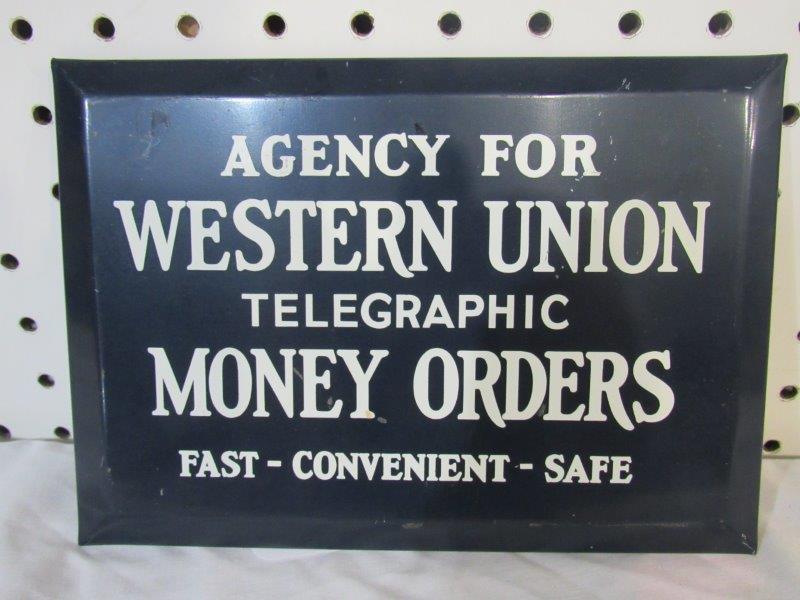 AGENCY FOR
WESTERN UNION
TELEGRAPHIC
MONEY ORDERS
FAST - CONVENIENT - SAFE